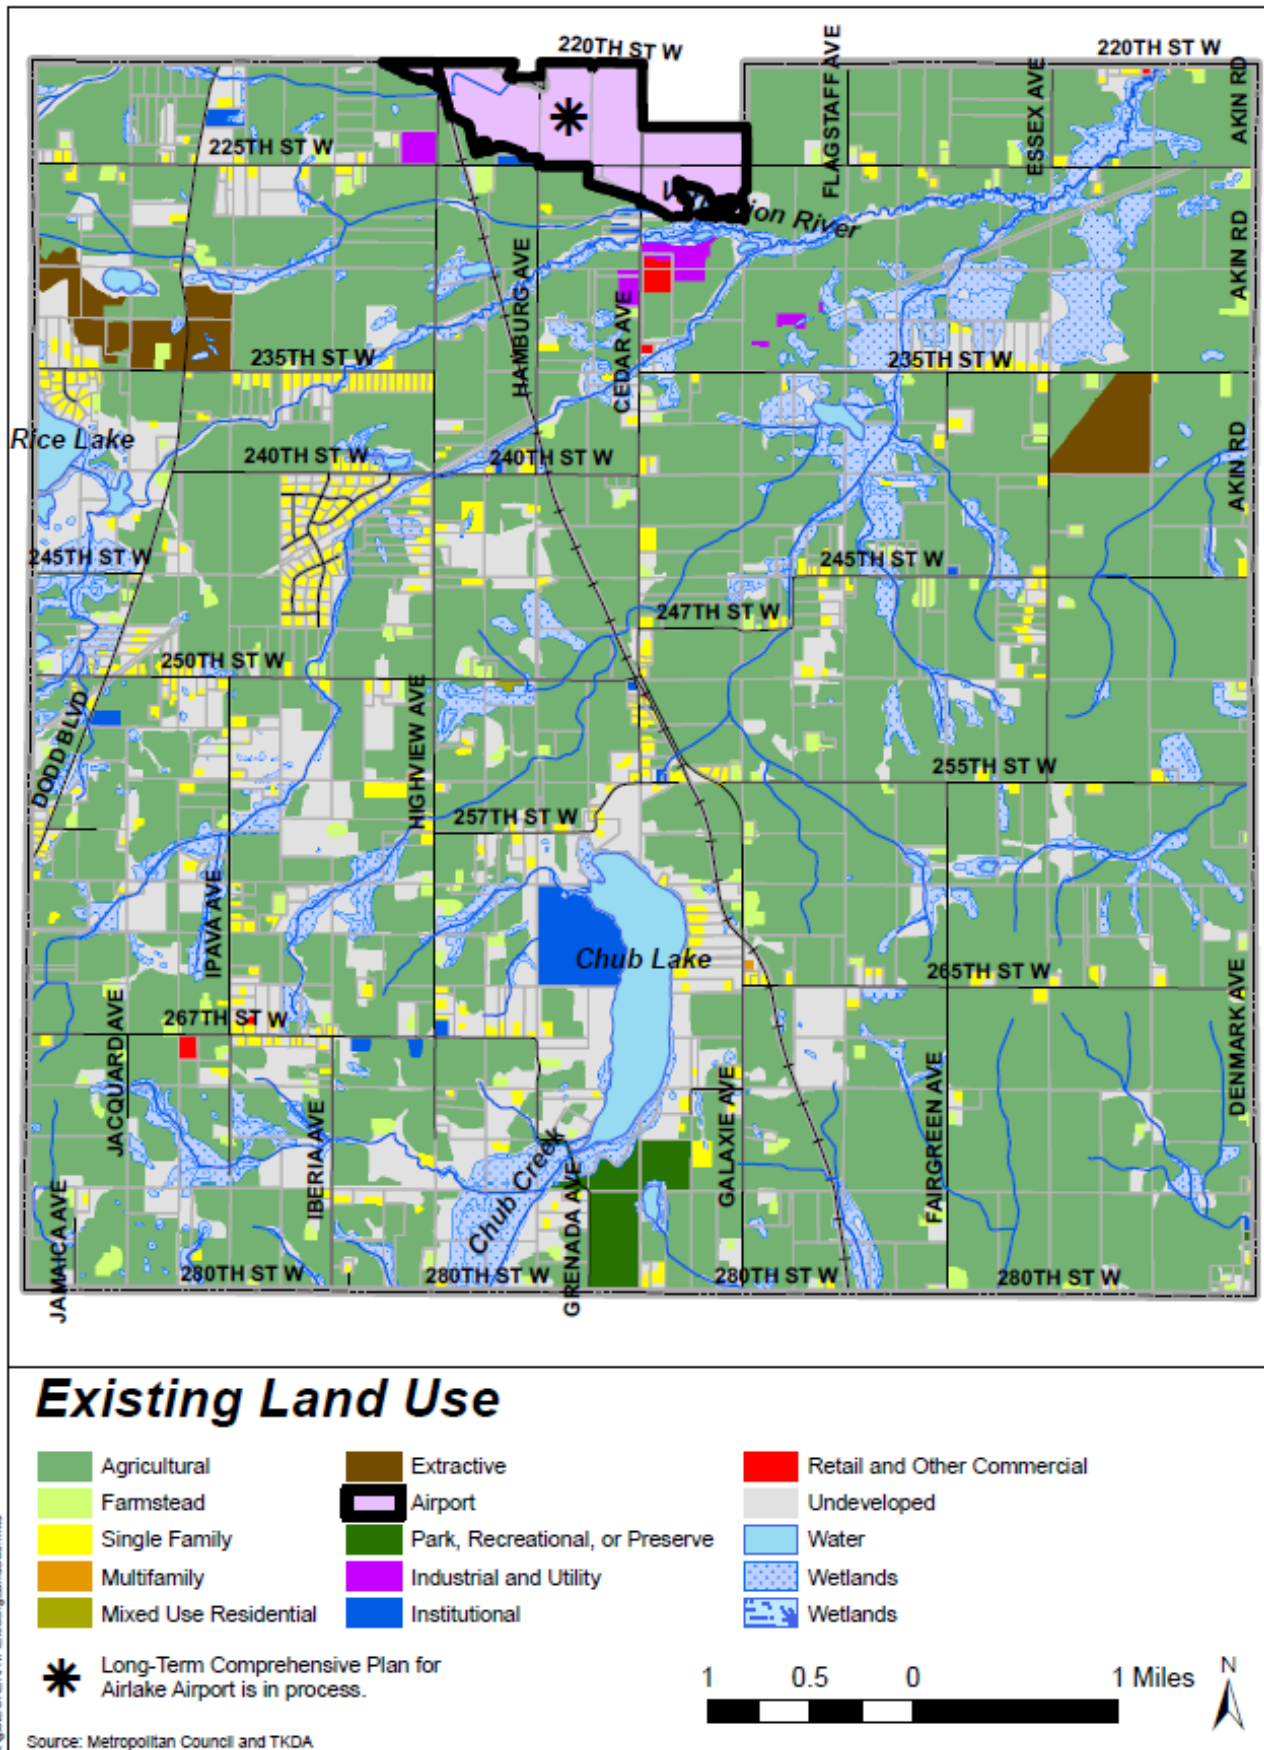 220TH ST W
220TH ST W
FLAGSTAFF AVE
ESSEX AVE
AKIN RD
225TH ST W
ion River
AKIN RD
HAMBURG AVE
CEDAR AVE
235TH ST W
235TH ST W
Rice Lake
240TH ST W
240TH ST W
AKIN RD
245TH ST W
245TH ST W
247TH ST W
250TH ST W
DODD BLVD
HIGHVIEW AVE
255TH ST W
257TH ST W
IPAVA AVE
Chub Lake
265TH ST W
267TH ST W
JACQUARD AVE
DENMARK AVE
GALAXIE AVE
FAIRGREEN AVE
IBERIA AVE
Chub Creek
JAMAICA AVE
GRENADA AVE
280TH ST W
280TH ST W
280TH ST W
280TH ST W
Existing Land Use
Agricultural
Farmstead
Single Family
Multifamily
Mixed Use Residential
Extractive
Airport
Park, Recreational, or Preserve
Industrial and Utility
Institutional
Retail and Other Commercial
Undeveloped
Water
Wetlands
Wetlands
Long-Term Comprehensive Plan for
Airlake Airport is in process.
1 0.5 0 1 Miles
N
Source: Metropolitan Council and TKDA